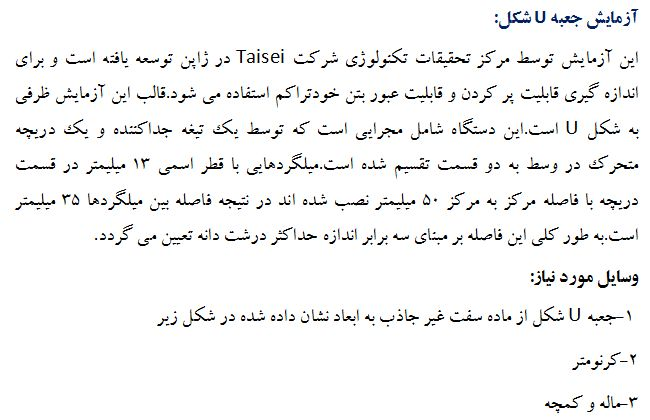 آزمایش جعبه U شکل:
این آزمایش توسط مرکز تحقیقات تکنولوژی شرکت Taisei در ژاپن توسعه یافته است و برای
اندازه گیری قابلیت پر کردن و قابلیت عبور بتن خودتراکم استفاده می شود.قالب این آزمایش ظرفی
به شکل U است.این دستگاه شامل مجرایی است که توسط یک تیغه جداکننده و یک دریچه
متحرک در وسط به دو قسمت تقسیم شده است.میلگردهایی با قطر اسمی ۱۳ میلیمتر در قسمت
دریچه با فاصله مرکز به مرکز ۵۰ میلیمتر نصب شده اند در نتیجه فاصله بین میلگردها ۳۵ میلیمتر
است.به طور کلی این فاصله بر مبنای سه برابر اندازه حداکثر درشت دانه تعیین می گردد.
وسایل مورد نیاز:
۱-جعبه U شکل از ماده سفت غیر جاذب به ابعاد نشان داده شده در شکل زیر
۲-کرنومتر
۳-ماله و کمچه